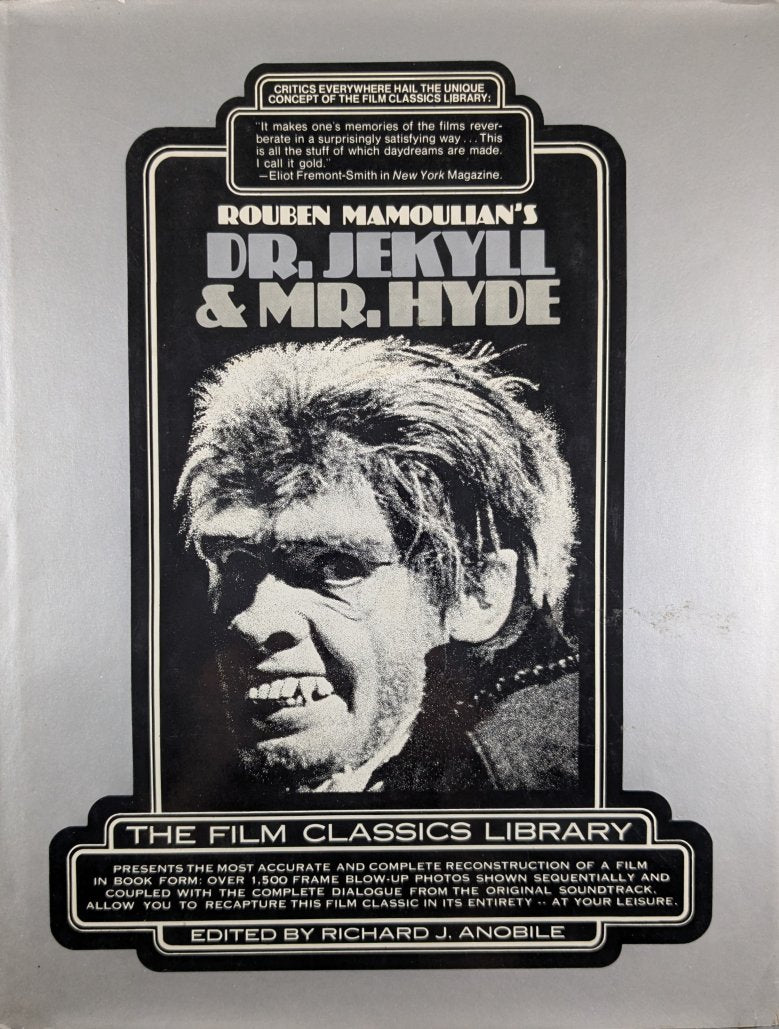 CRITICS EVERYWHERE HAIL THE UNIQUE
CONCEPT OF THE FILM CLASSICS LIBRARY:
"It makes one's memories of the films rever-
berate in a surprisingly satisfying way . . . This
is all the stuff of which daydreams are made.
I call it gold."
—Eliot Fremont-Smith in New York Magazine.
ROUBEN MAMOULIAN'S
DR. JEKYLL
& MR. HYDE
THE FILM CLASSICS LIBRARY
PRESENTS THE MOST ACCURATE AND COMPLETE RECONSTRUCTION OF A FILM
IN BOOK FORM: OVER 1,500 FRAME BLOW-UP PHOTOS SHOWN SEQUENTIALLY AND
COUPLED WITH THE COMPLETE DIALOGUE FROM THE ORIGINAL SOUNDTRACK,
ALLOW YOU TO RECAPTURE THIS FILM CLASSIC IN ITS ENTIRETY -- AT YOUR LEISURE.
EDITED BY RICHARD J. ANOBILE